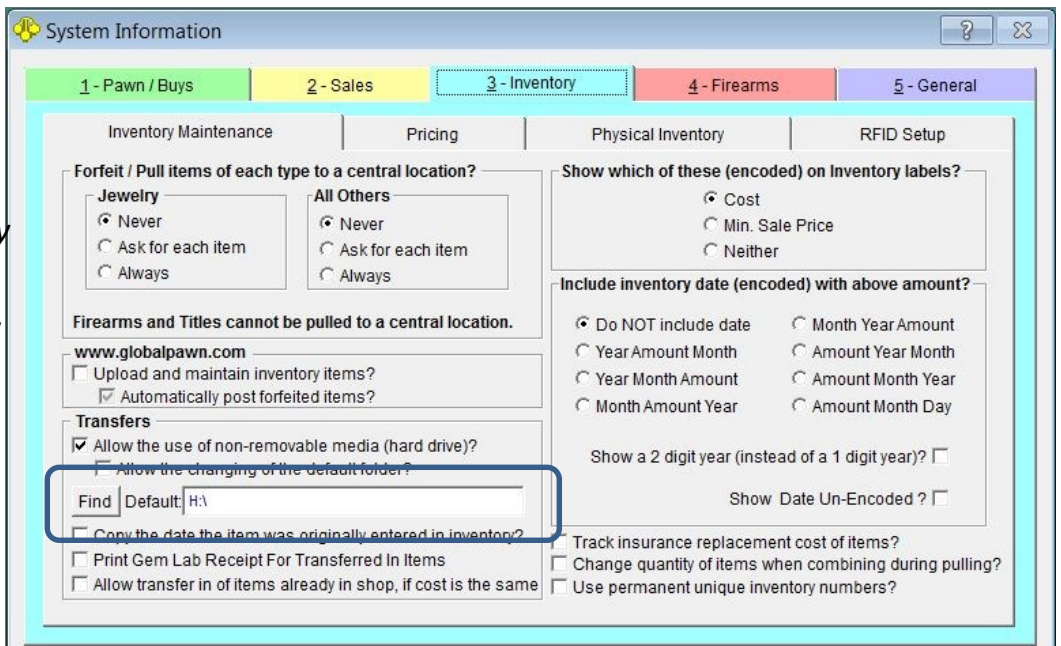 System Information
1 - Pawn / Buys
2 - Sales
3 - Inventory
4 - Firearms
5 - General
Inventory Maintenance
Pricing
Physical Inventory
RFID Setup
Forfeit / Pull items of each type to a central location?
Jewelry
Never
Ask for each item
Always
All Others
Never
Ask for each item
Always
Firearms and Titles cannot be pulled to a central location.
www.globalpawn.com
Upload and maintain inventory items?
Automatically post forfeited items?
Transfers
Allow the use of non-removable media (hard drive)?
Allow the changing of the default folder?
Find Default: H:\
Copy the date the item was originally entered in inventory?
Print Gem Lab Receipt For Transferred In Items
Allow transfer in of items already in shop, if cost is the same
Show which of these (encoded) on Inventory labels?
Cost
Min. Sale Price
Neither
Include inventory date (encoded) with above amount?
Do NOT include date
Year Amount Month
Year Month Amount
Month Amount Year
Month Year Amount
Amount Year Month
Amount Month Year
Amount Month Day
Show a 2 digit year (instead of a 1 digit year)?
Show Date Un-Encoded ?
Track insurance replacement cost of items?
Change quantity of items when combining during pulling?
Use permanent unique inventory numbers?